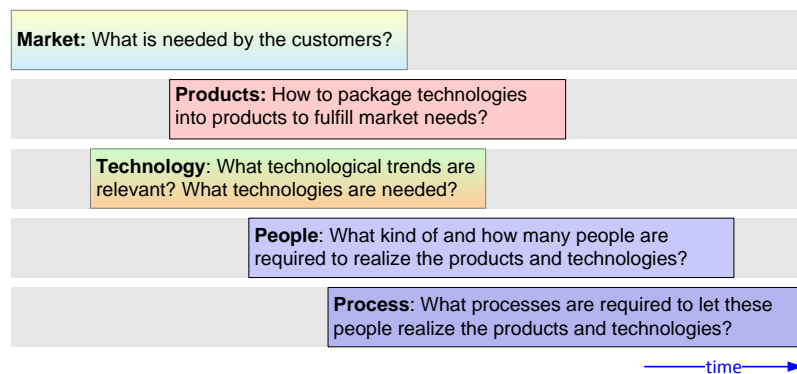 Market: What is needed by the customers?
Products: How to package technologies
into products to fulfill market needs?
Technology: What technological trends are
relevant? What technologies are needed?
People: What kind of and how many people are
required to realize the products and technologies?
Process: What processes are required to let these
people realize the products and technologies?
time